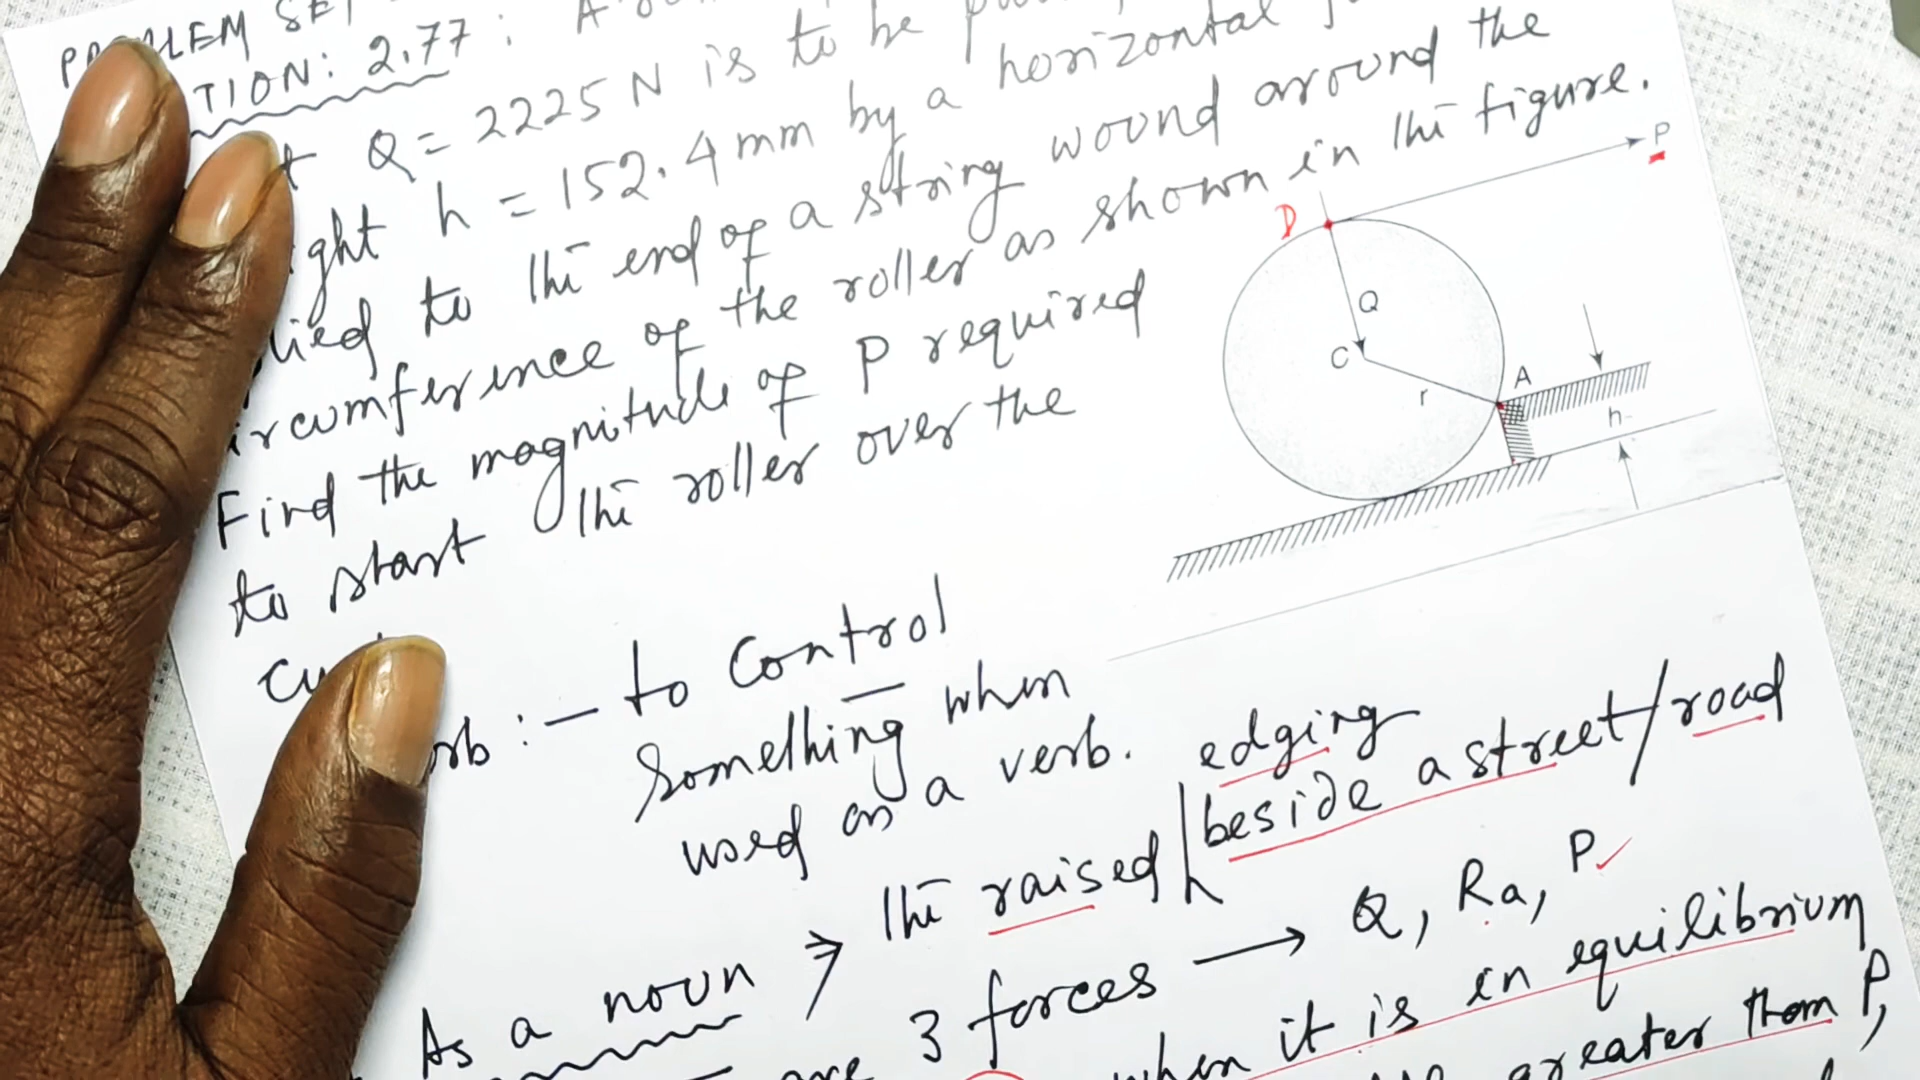 PROBLEM SET
TION: 2.77 : A
Q = 2225 N is to be
ght h = 152.4 mm by a horizontal
lied to the end of a string wound around the
ircumference of the roller as shown in the figure.
Find the magnitude of P required
to start the roller over the
cu
rb :— to control
something when
used as a verb.
As a noun → the raised edging
beside a street/road
are 3 forces → Q, Ra, P
when it is in equilibrium
greater than P,
P
D
Q
C
r
A
h